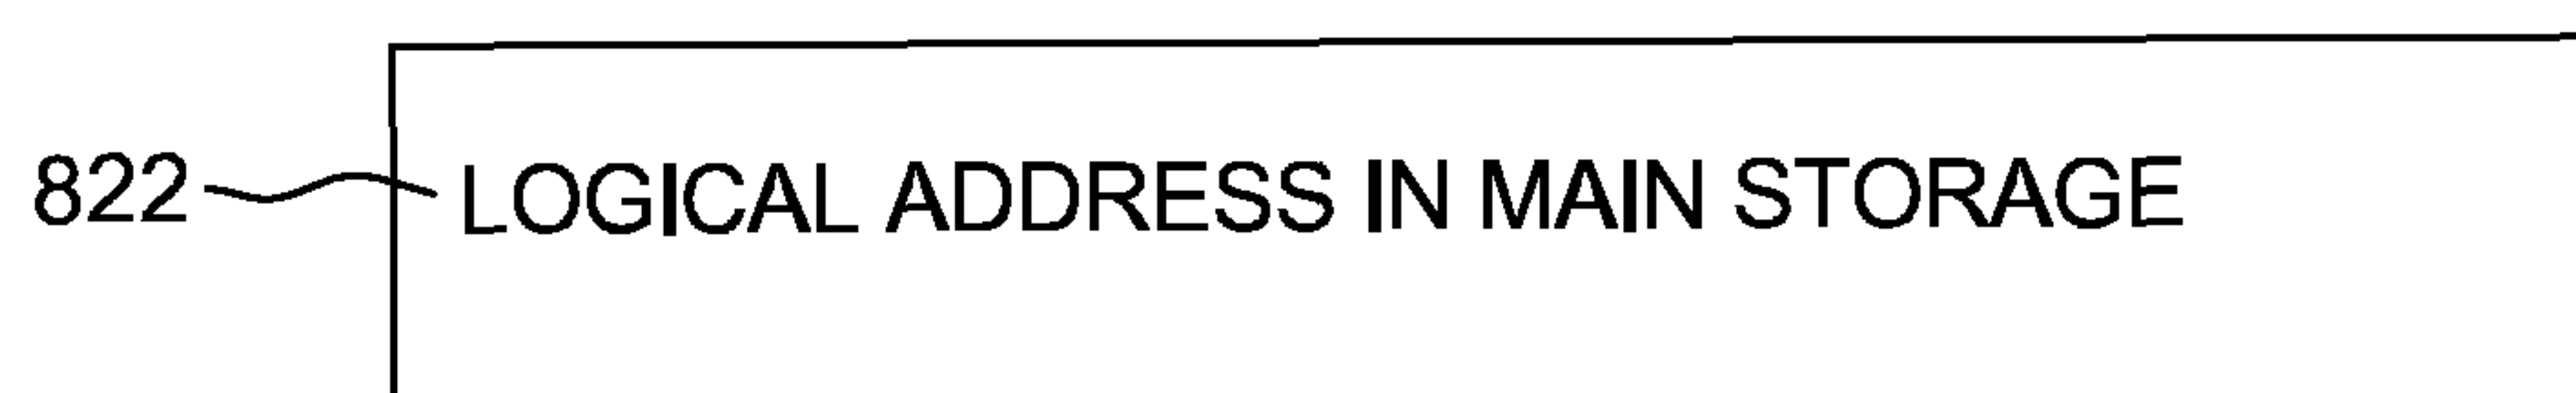 822 LOGICAL ADDRESS IN MAIN STORAGE